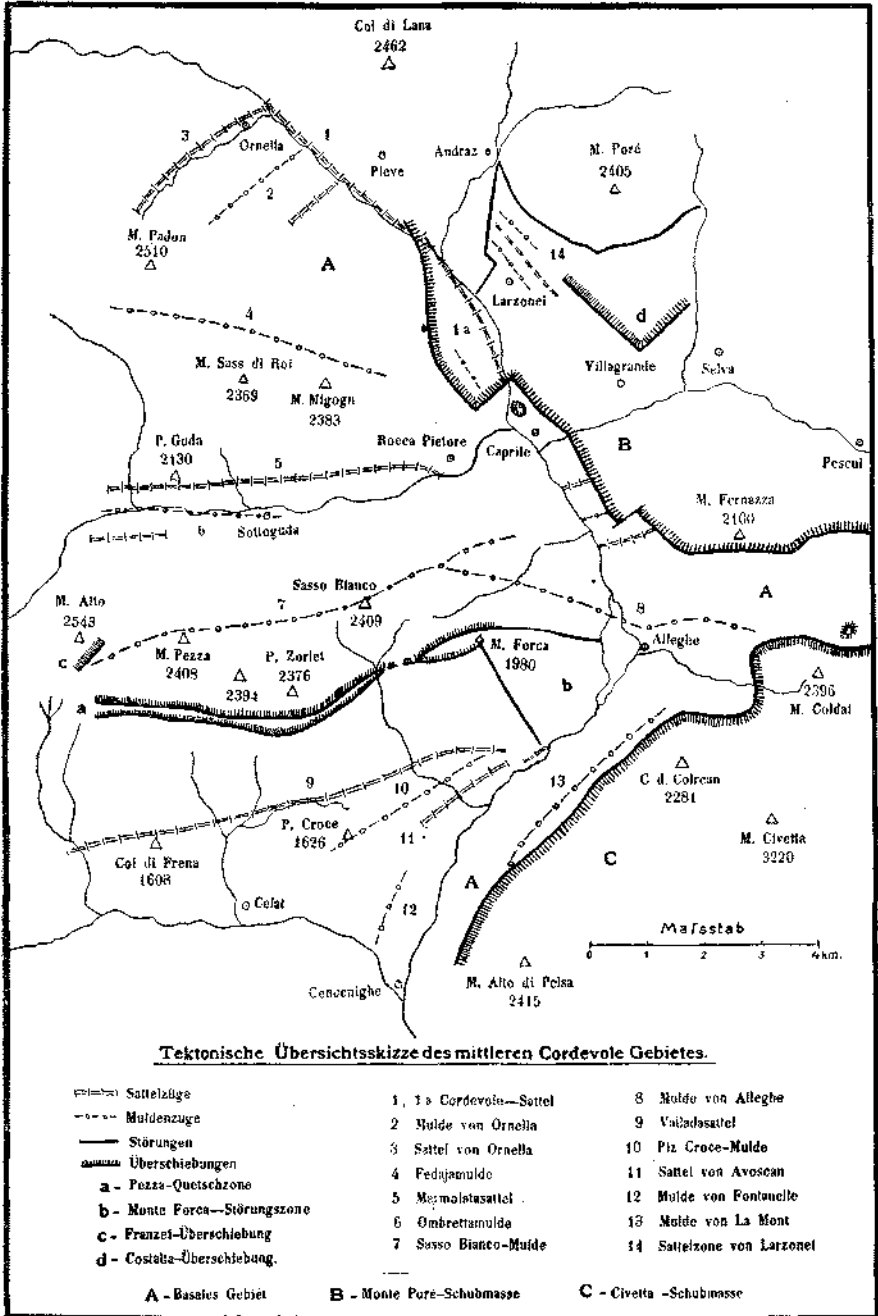 Col di Lana
2462
3
1
Ornella
Pieve
Andraz
M. Poré
2405
2
M. Padon
2510
A
14
Larzonei
d
4
1a
M. Sass di Roi
2369
M. Migogn
2383
Villagrande
Selva
P. Guda
2130
Rocca Pietore
5
Caprile
B
Pescul
6
Sottoguda
M. Fernazza
2100
Sasso Bianco
2409
7
8
A
M. Alto
2543
c
M. Pezza
2408
2394
P. Zorlet
2376
M. Forca
1980
Alleghe
b
2396
M. Coldai
a
9
10
13
C. d. Colrean
2281
P. Croce
1626
11
Col di Frena
1608
M. Civetta
3220
C
A
Celat
12
Massstab
0 1 2 3 4 km.
Cencenighe
M. Alto di Pelsa
2415
Tektonische Übersichtsskizze des mittleren Cordevole Gebietes.
Sattelzüge
Muldenzüge
Störungen
Überschiebungen
a - Pezza-Quetschzone
b - Monte Forca-Störungszone
c - Franzei-Überschiebung
d - Costalta-Überschiebung.
1, 1a Cordevole-Sattel
2 Mulde von Ornella
3 Sattel von Ornella
4 Fedajamulde
5 Marmolatasattel
6 Ombrettamulde
7 Sasso Bianco-Mulde
8 Mulde von Alleghe
9 Valladasattel
10 Piz Croce-Mulde
11 Sattel von Avoscan
12 Mulde von Fontanelle
13 Mulde von La Mont
14 Sattelzone von Larzonei
A - Basales Gebiet B - Monte Poré-Schubmasse C - Civetta-Schubmasse